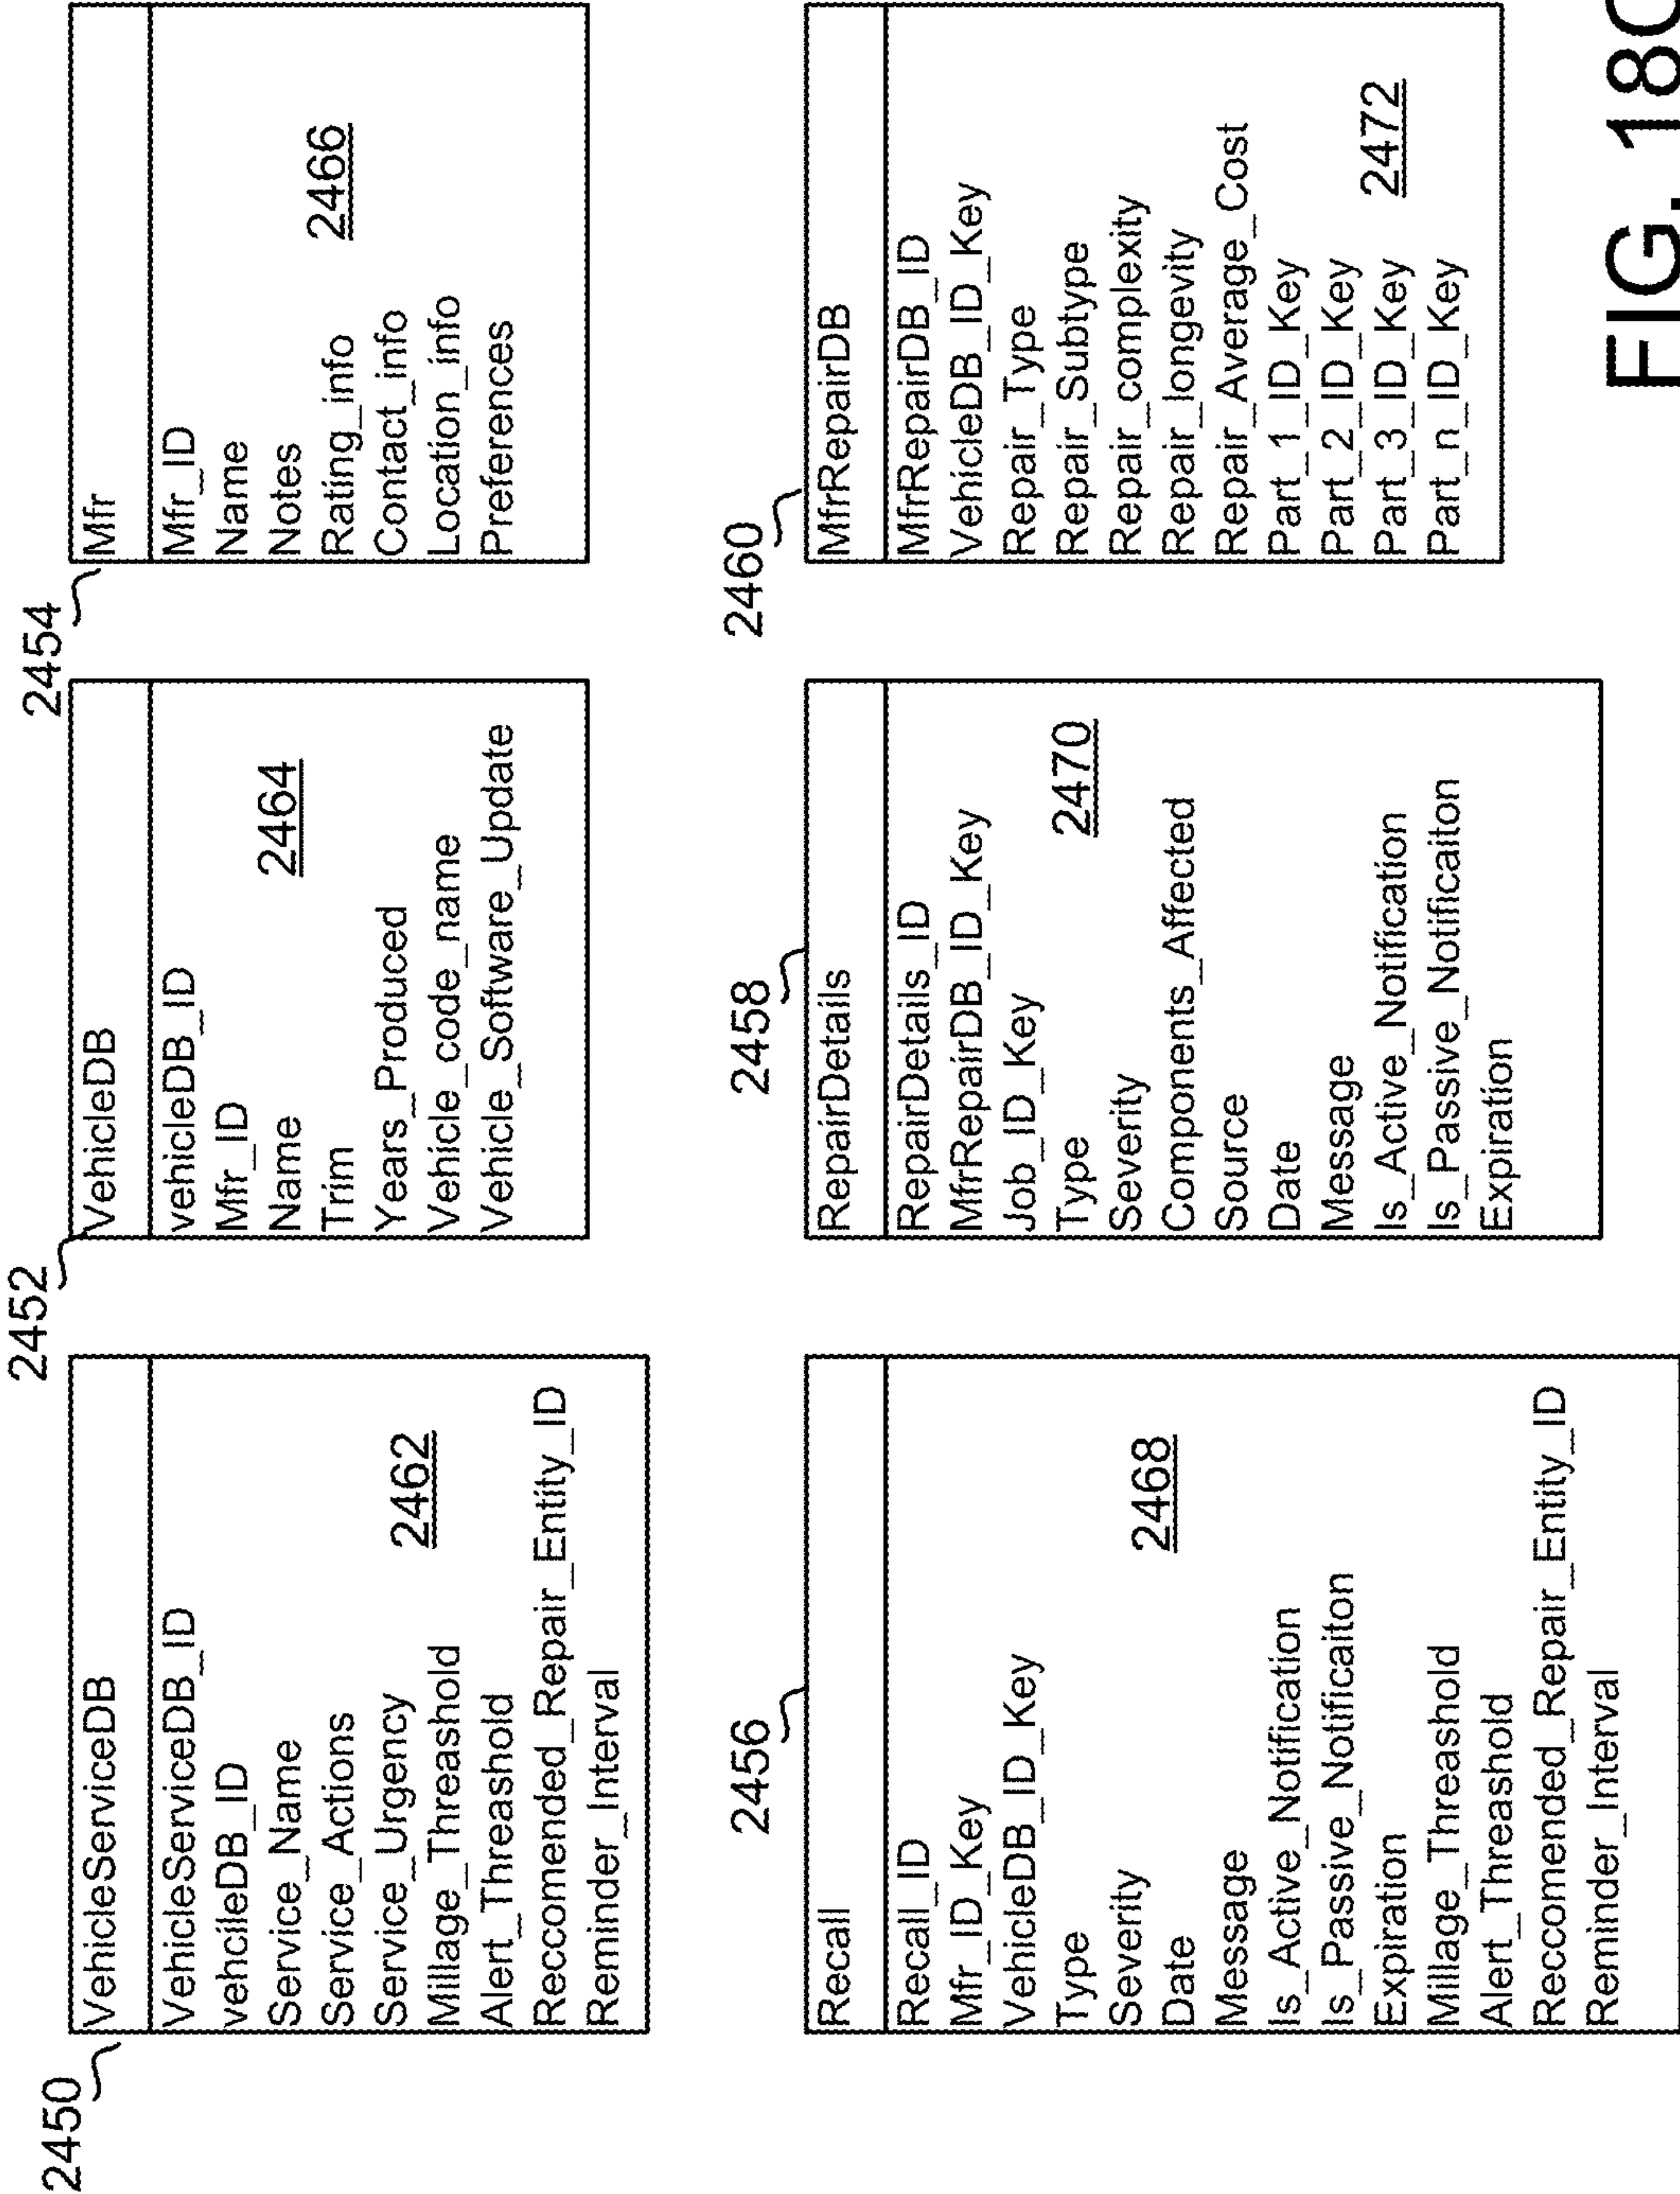 2450
VehicleServiceDB
VehicleServiceDB_ID
vehcileDB_ID
Service_Name
Service_Actions
Service_Urgency
Millage_Threashold
Alert_Threashold
Reccomended_Repair_Entity_ID
Reminder_Interval
2462
2452
VehicleDB
vehicleDB_ID
Mfr_ID
Name
Trim
Years_Produced
Vehicle_code_name
Vehicle_Software_Update
2464
2454
Mfr
Mfr_ID
Name
Notes
Rating_info
Contact_info
Location_info
Preferences
2466
2456
Recall
Recall_ID
Mfr_ID_Key
VehicleDB_ID_Key
Type
Severity
Date
Message
Is_Active_Notification
Is_Passive_Notificaiton
Expiration
Millage_Threashold
Alert_Threashold
Reccomended_Repair_Entity_ID
Reminder_Interval
2468
2458
RepairDetails
RepairDetails_ID
MfrRepairDB_ID_Key
Job_ID_Key
Type
Severity
Components_Affected
Source
Date
Message
Is_Active_Notification
Is_Passive_Notificaiton
Expiration
2470
2460
MfrRepairDB
MfrRepairDB_ID
VehicleDB_ID_Key
Repair_Type
Repair_Subtype
Repair_complexity
Repair_longevity
Repair_Average_Cost
Part_1_ID_Key
Part_2_ID_Key
Part_3_ID_Key
Part_n_ID_Key
2472
FIG.